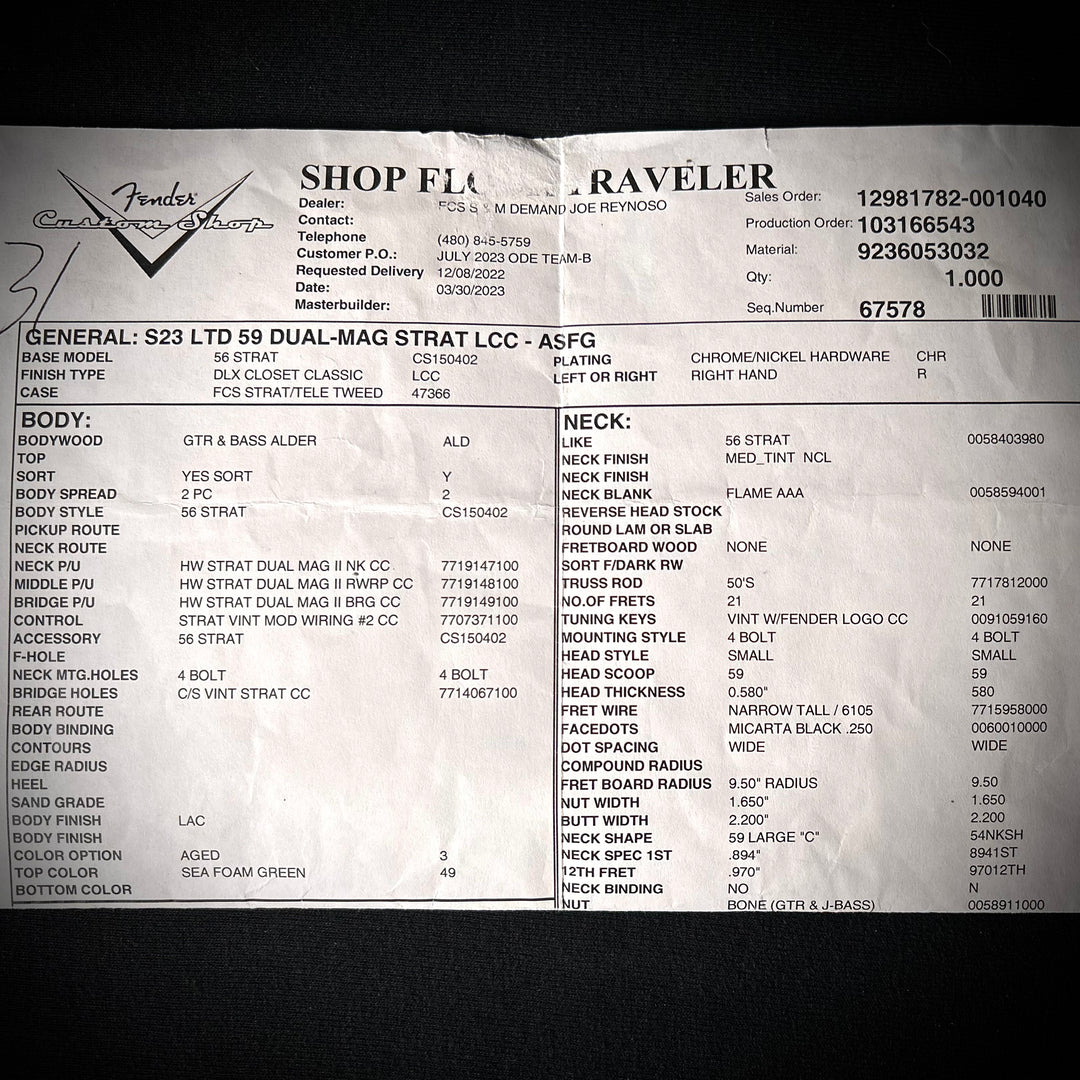 Fender
Custom Shop
31
SHOP FLO RAVELER
Dealer: FCS S & M DEMAND JOE REYNOSO
Contact:
Telephone (480) 845-5759
Customer P.O.: JULY 2023 ODE TEAM-B
Requested Delivery 12/08/2022
Date: 03/30/2023
Masterbuilder:
Sales Order: 12981782-001040
Production Order: 103166543
Material: 9236053032
Qty: 1.000
Seq.Number 67578
GENERAL: S23 LTD 59 DUAL-MAG STRAT LCC - ASFG
BASE MODEL 56 STRAT CS150402
FINISH TYPE DLX CLOSET CLASSIC LCC
CASE FCS STRAT/TELE TWEED 47366
PLATING CHROME/NICKEL HARDWARE CHR
LEFT OR RIGHT RIGHT HAND R
BODY:
BODYWOOD GTR & BASS ALDER ALD
TOP
SORT YES SORT Y
BODY SPREAD 2 PC 2
BODY STYLE 56 STRAT CS150402
PICKUP ROUTE
NECK ROUTE
NECK P/U HW STRAT DUAL MAG II NK CC 7719147100
MIDDLE P/U HW STRAT DUAL MAG II RWRP CC 7719148100
BRIDGE P/U HW STRAT DUAL MAG II BRG CC 7719149100
CONTROL STRAT VINT MOD WIRING #2 CC 7707371100
ACCESSORY 56 STRAT CS150402
F-HOLE
NECK MTG.HOLES 4 BOLT 4 BOLT
BRIDGE HOLES C/S VINT STRAT CC 7714067100
REAR ROUTE
BODY BINDING
CONTOURS
EDGE RADIUS
HEEL
SAND GRADE
BODY FINISH LAC
BODY FINISH
COLOR OPTION AGED 3
TOP COLOR SEA FOAM GREEN 49
BOTTOM COLOR
NECK:
LIKE 56 STRAT 0058403980
NECK FINISH MED_TINT NCL
NECK FINISH
NECK BLANK FLAME AAA 0058594001
REVERSE HEAD STOCK
ROUND LAM OR SLAB
FRETBOARD WOOD NONE NONE
SORT F/DARK RW
TRUSS ROD 50'S 7717812000
NO.OF FRETS 21 21
TUNING KEYS VINT W/FENDER LOGO CC 0091059160
MOUNTING STYLE 4 BOLT 4 BOLT
HEAD STYLE SMALL SMALL
HEAD SCOOP 59 59
HEAD THICKNESS 0.580" 580
FRET WIRE NARROW TALL / 6105 7715958000
FACEDOTS MICARTA BLACK .250 0060010000
DOT SPACING WIDE WIDE
COMPOUND RADIUS
FRET BOARD RADIUS 9.50" RADIUS 9.50
NUT WIDTH 1.650" 1.650
BUTT WIDTH 2.200" 2.200
NECK SHAPE 59 LARGE "C" 54NKSH
NECK SPEC 1ST .894" 8941ST
12TH FRET .970" 97012TH
NECK BINDING NO N
NUT BONE (GTR & J-BASS) 0058911000